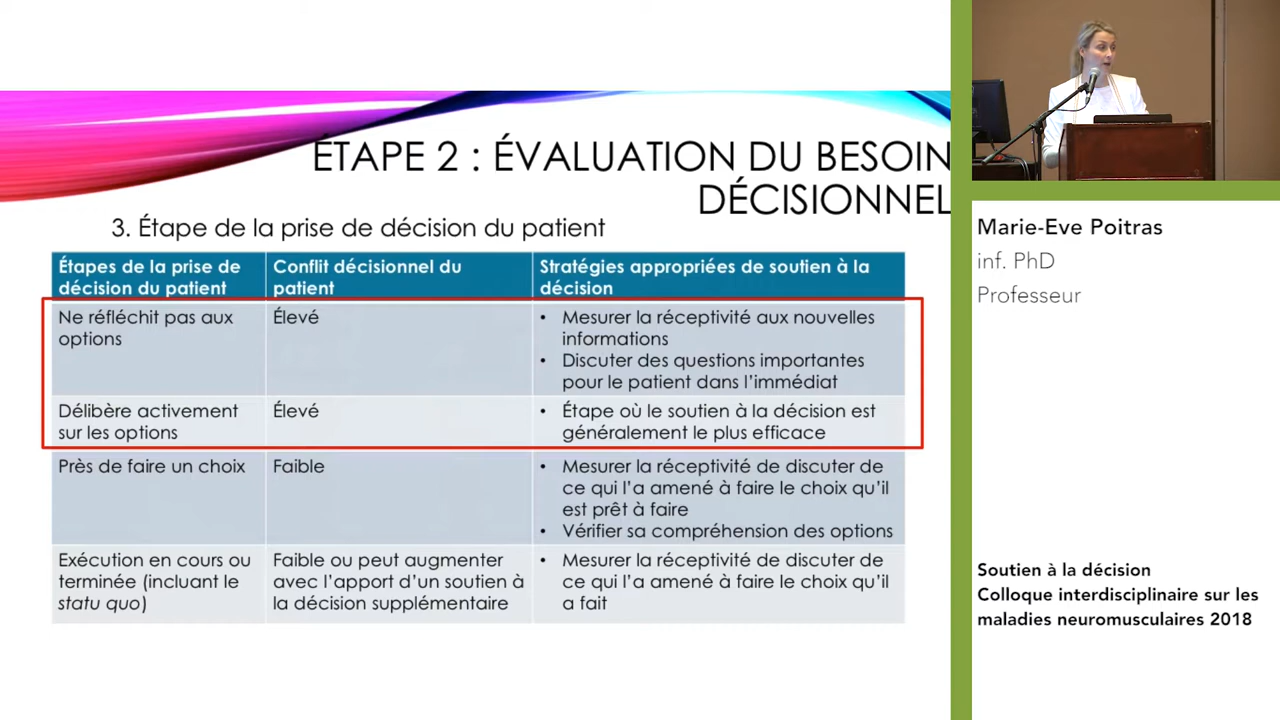 ÉTAPE 2 : ÉVALUATION DU BESOIN
DÉCISIONNEL
3. Étape de la prise de décision du patient
Étapes de la prise de
décision du patient
Conflit décisionnel du
patient
Stratégies appropriées de soutien à la
décision
Ne réfléchit pas aux
options
Élevé
• Mesurer la réceptivité aux nouvelles
informations
• Discuter des questions importantes
pour le patient dans l'immédiat
Délibère activement
sur les options
Élevé
• Étape où le soutien à la décision est
généralement le plus efficace
Près de faire un choix
Faible
• Mesurer la réceptivité de discuter de
ce qui l'a amené à faire le choix qu'il
est prêt à faire
• Vérifier sa compréhension des options
Exécution en cours ou
terminée (incluant le
statu quo)
Faible ou peut augmenter
avec l'apport d'un soutien à
la décision supplémentaire
• Mesurer la réceptivité de discuter de
ce qui l'a amené à faire le choix qu'il
a fait
Marie-Eve Poitras
inf. PhD
Professeur
Soutien à la décision
Colloque interdisciplinaire sur les
maladies neuromusculaires 2018